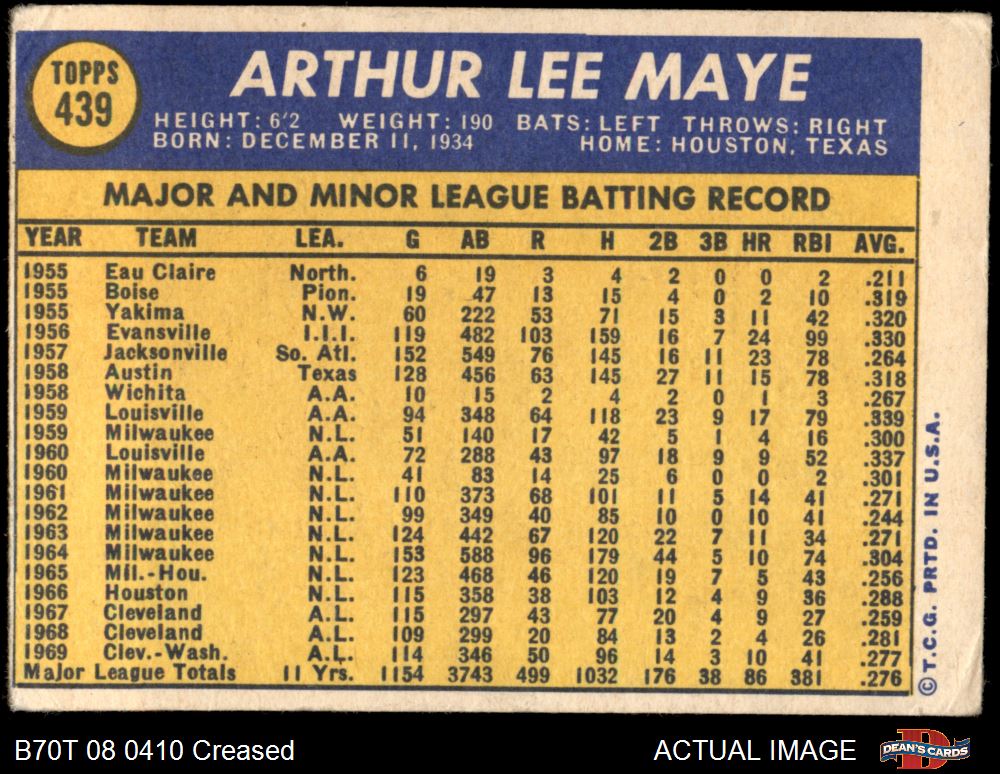 TOPPS
439
ARTHUR LEE MAYE
HEIGHT: 6'2 WEIGHT: 190 BATS: LEFT THROWS: RIGHT
BORN: DECEMBER 11, 1934 HOME: HOUSTON, TEXAS
MAJOR AND MINOR LEAGUE BATTING RECORD
YEAR TEAM LEA. G AB R H 2B 3B HR RBI AVG.
1955 Eau Claire North. 6 19 3 4 2 0 0 2 .211
1955 Boise Pion. 19 47 13 15 4 0 2 10 .319
1955 Yakima N.W. 60 222 53 71 15 3 11 42 .320
1956 Evansville I.I.I. 119 482 103 159 16 7 24 99 .330
1957 Jacksonville So. Atl. 152 549 76 145 16 11 23 78 .264
1958 Austin Texas 128 456 63 145 27 11 15 78 .318
1958 Wichita A.A. 10 15 2 4 2 0 1 3 .267
1959 Louisville A.A. 94 348 64 118 23 9 17 79 .339
1959 Milwaukee N.L. 51 140 17 42 5 1 4 16 .300
1960 Louisville A.A. 72 288 43 97 18 9 9 52 .337
1960 Milwaukee N.L. 41 83 14 25 6 0 0 2 .301
1961 Milwaukee N.L. 110 373 68 101 11 5 14 41 .271
1962 Milwaukee N.L. 99 349 40 85 10 0 10 41 .244
1963 Milwaukee N.L. 124 442 67 120 22 7 11 34 .271
1964 Milwaukee N.L. 153 588 96 179 44 5 10 74 .304
1965 Mil.-Hou. N.L. 123 468 46 120 19 7 5 43 .256
1966 Houston N.L. 115 358 38 103 12 4 9 36 .288
1967 Cleveland A.L. 115 297 43 77 20 4 9 27 .259
1968 Cleveland A.L. 109 299 20 84 13 2 4 26 .281
1969 Clev.-Wash. A.L. 114 346 50 96 14 3 10 41 .277
Major League Totals 11 Yrs. 1154 3743 499 1032 176 38 86 381 .276
© T.C.G. PRTD. IN U.S.A.
B70T 08 0410 Creased ACTUAL IMAGE
DEAN'S CARDS